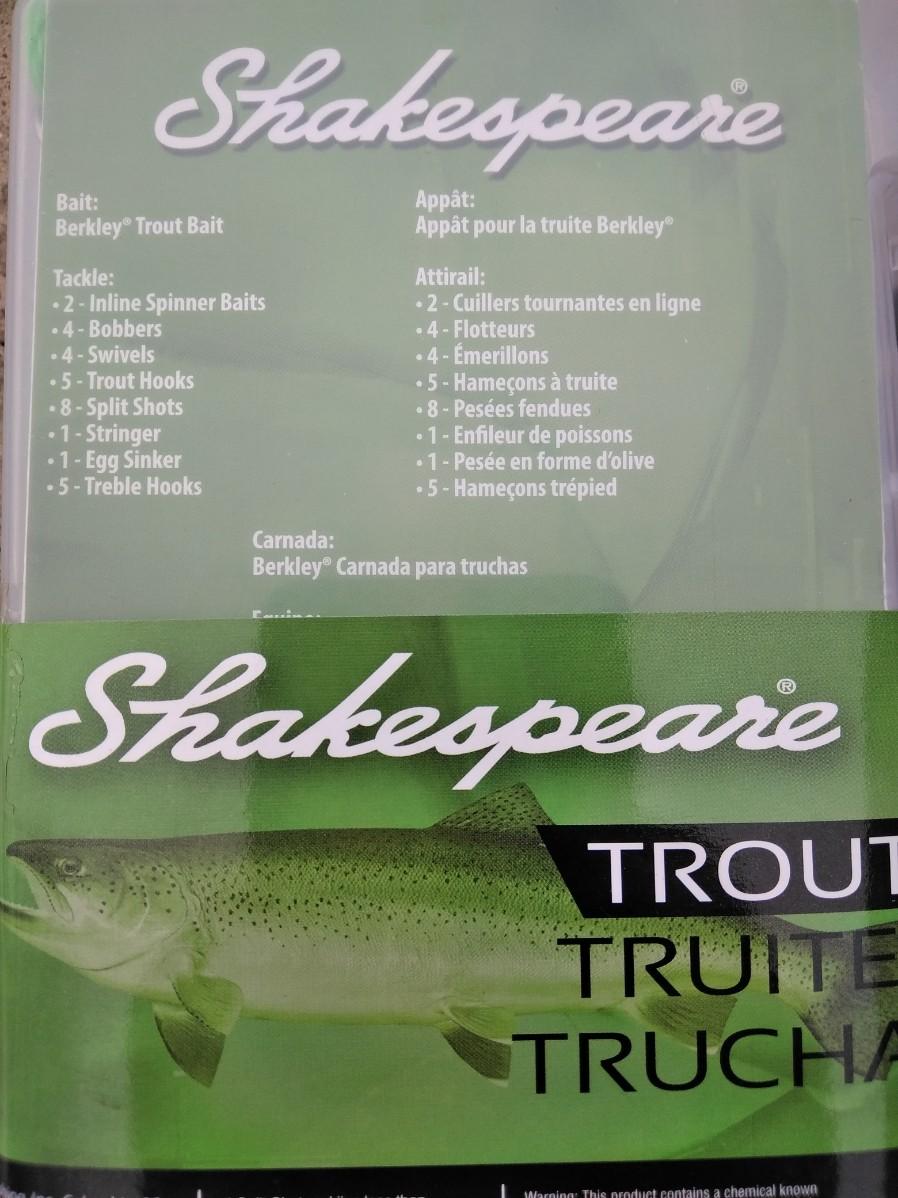 Shakespeare®
Bait:
Berkley® Trout Bait
Tackle:
• 2 - Inline Spinner Baits
• 4 - Bobbers
• 4 - Swivels
• 5 - Trout Hooks
• 8 - Split Shots
• 1 - Stringer
• 1 - Egg Sinker
• 5 - Treble Hooks
Appât:
Appât pour la truite Berkley®
Attirail:
• 2 - Cuillers tournantes en ligne
• 4 - Flotteurs
• 4 - Émerillons
• 5 - Hameçons à truite
• 8 - Pesées fendues
• 1 - Enfileur de poissons
• 1 - Pesée en forme d'olive
• 5 - Hameçons trépied
Carnada:
Berkley® Carnada para truchas
Shakespeare®
TROUT
TRUITE
TRUCHA
Warning: This product contains a chemical known